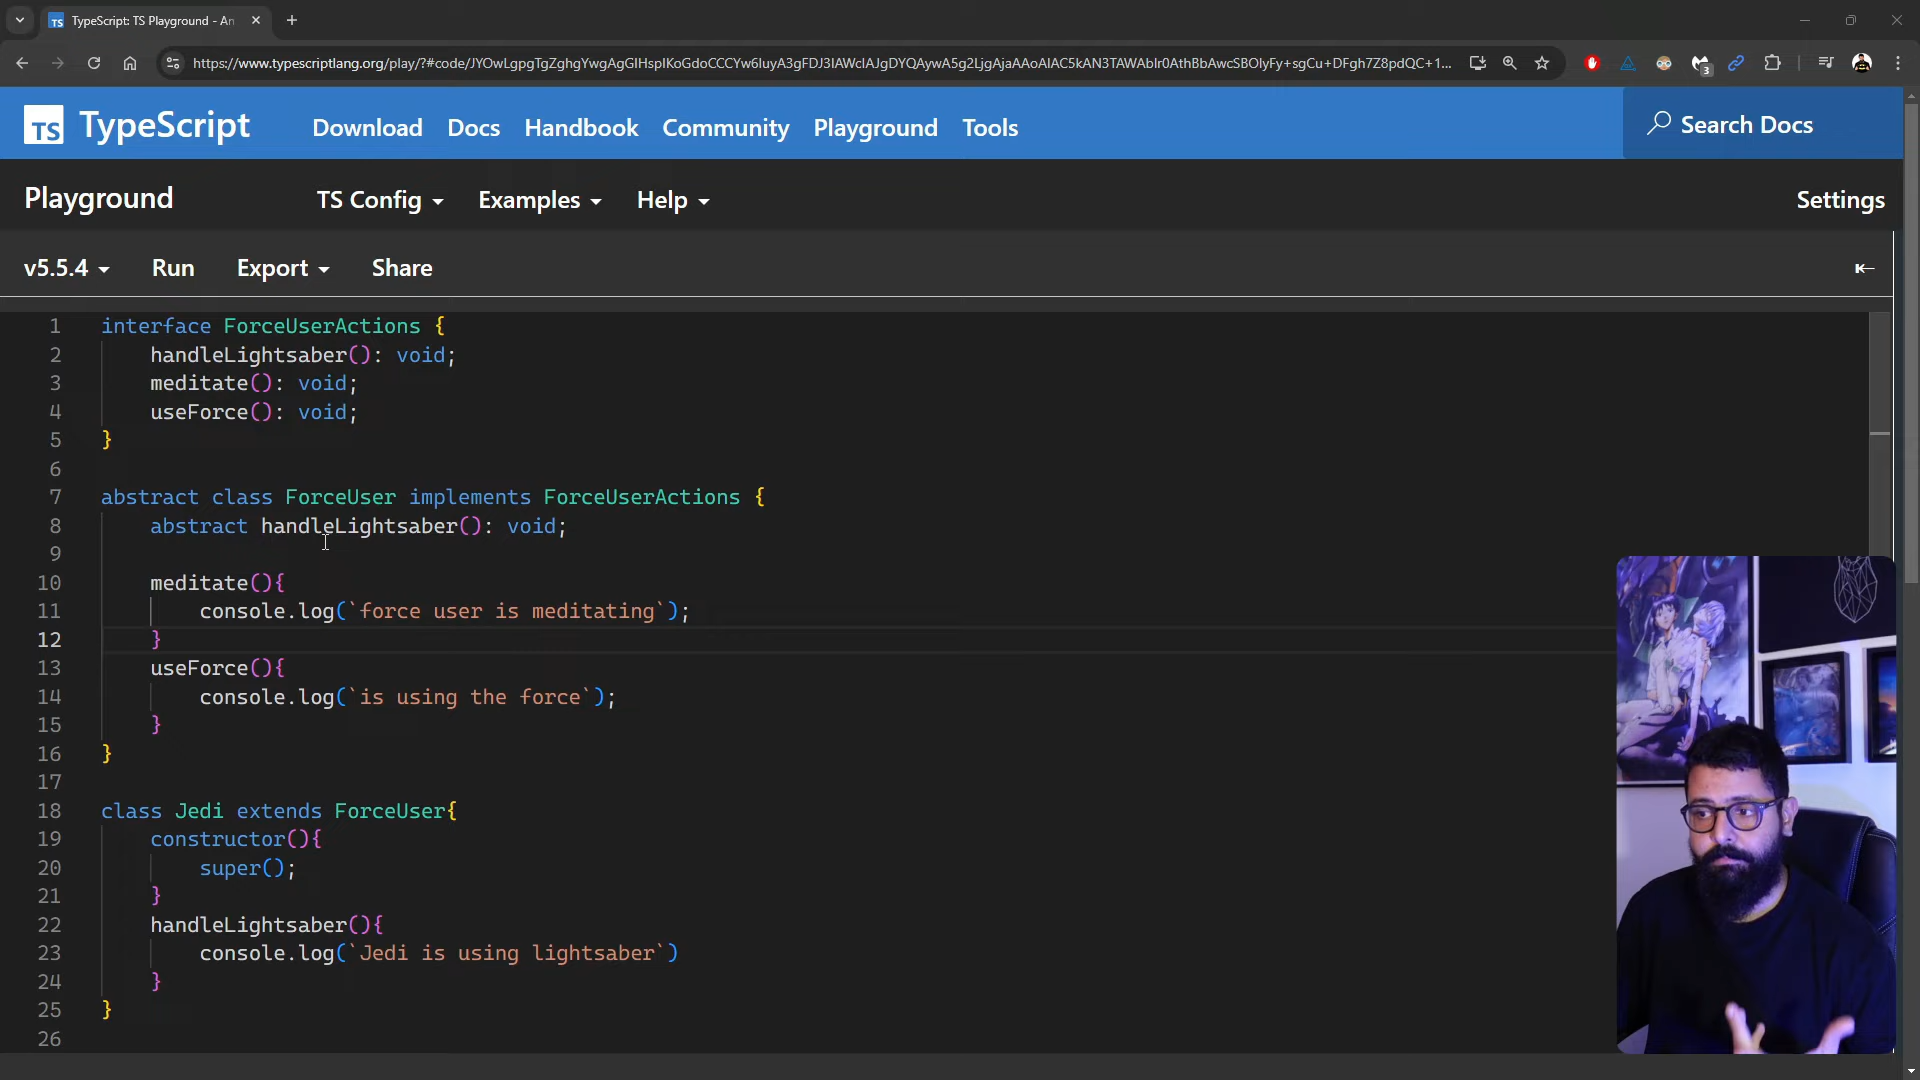 TS TypeScript: TS Playground - An
https://www.typescriptlang.org/play/?#code/JYOwLgpgTgZghgYwgAgGIHsplKoGdoCCCYw6luyA3gFDJ3IAWclAJgDYQAywA5g2LjgAjaAAoAlAC5kAN3TAWAblr0AthBbAwcSBOlyFy+sgCu+DFgh7Z8pdQC+1...
3
TS TypeScript
Download Docs Handbook Community Playground Tools
Search Docs
Playground
TS Config Examples Help
Settings
v5.5.4 Run Export Share
1 interface ForceUserActions {
2 handleLightsaber(): void;
3 meditate(): void;
4 useForce(): void;
5 }
6
7 abstract class ForceUser implements ForceUserActions {
8 abstract handleLightsaber(): void;
9
10 meditate(){
11 console.log(`force user is meditating`);
12 }
13 useForce(){
14 console.log(`is using the force`);
15 }
16 }
17
18 class Jedi extends ForceUser{
19 constructor(){
20 super();
21 }
22 handleLightsaber(){
23 console.log(`Jedi is using lightsaber`)
24 }
25 }
26